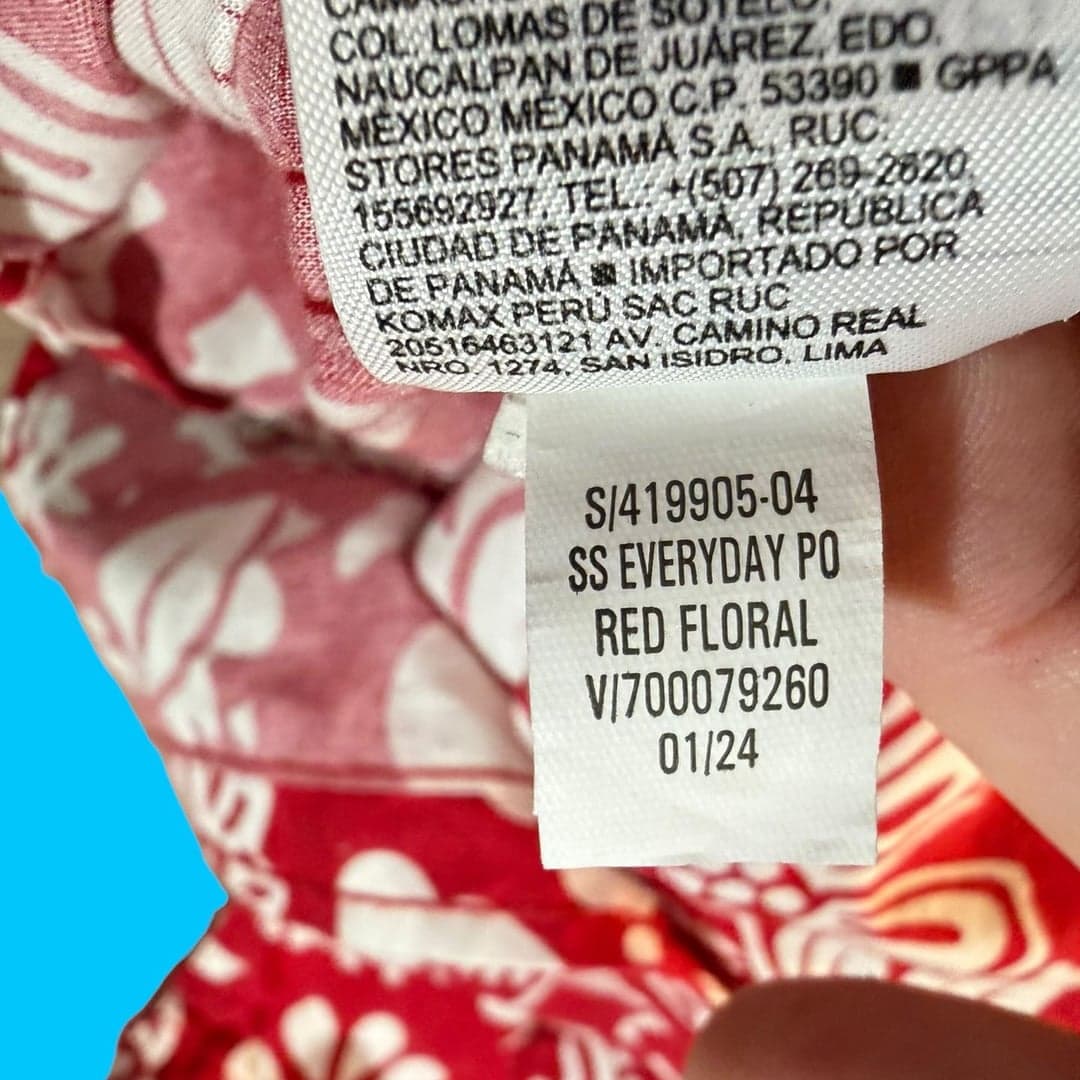 COL. LOMAS DE SOTELO,
NAUCALPAN DE JUÁREZ, EDO.
MÉXICO MÉXICO C.P. 53390 ■ GPPA
STORES PANAMÁ S.A., RUC:
155692927, TEL.: +(507) 269-2620,
CIUDAD DE PANAMÁ, REPÚBLICA
DE PANAMÁ ■ IMPORTADO POR
KOMAX PERÚ SAC RUC
20516463121 AV. CAMINO REAL
NRO. 1274, SAN ISIDRO, LIMA
S/419905-04
SS EVERYDAY PO
RED FLORAL
V/700079260
01/24